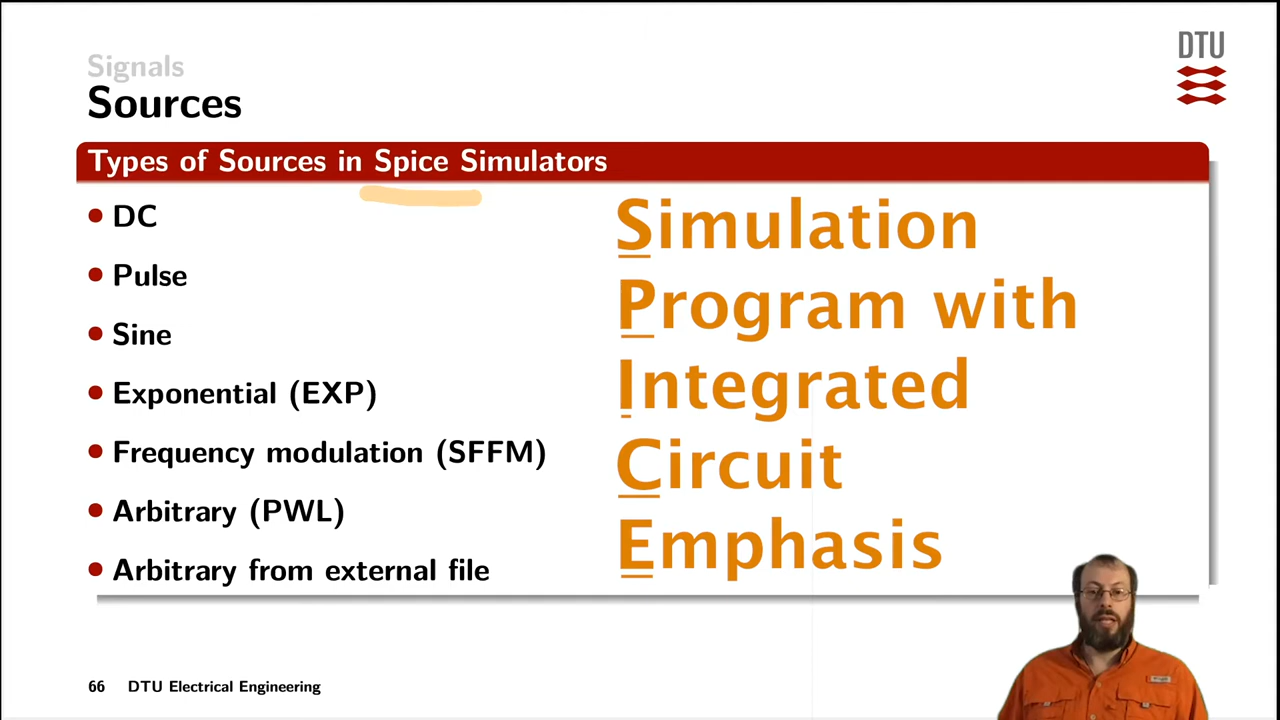 Signals
Sources
DTU
Types of Sources in Spice Simulators
• DC
• Pulse
• Sine
• Exponential (EXP)
• Frequency modulation (SFFM)
• Arbitrary (PWL)
• Arbitrary from external file
Simulation
Program with
Integrated
Circuit
Emphasis
66 DTU Electrical Engineering